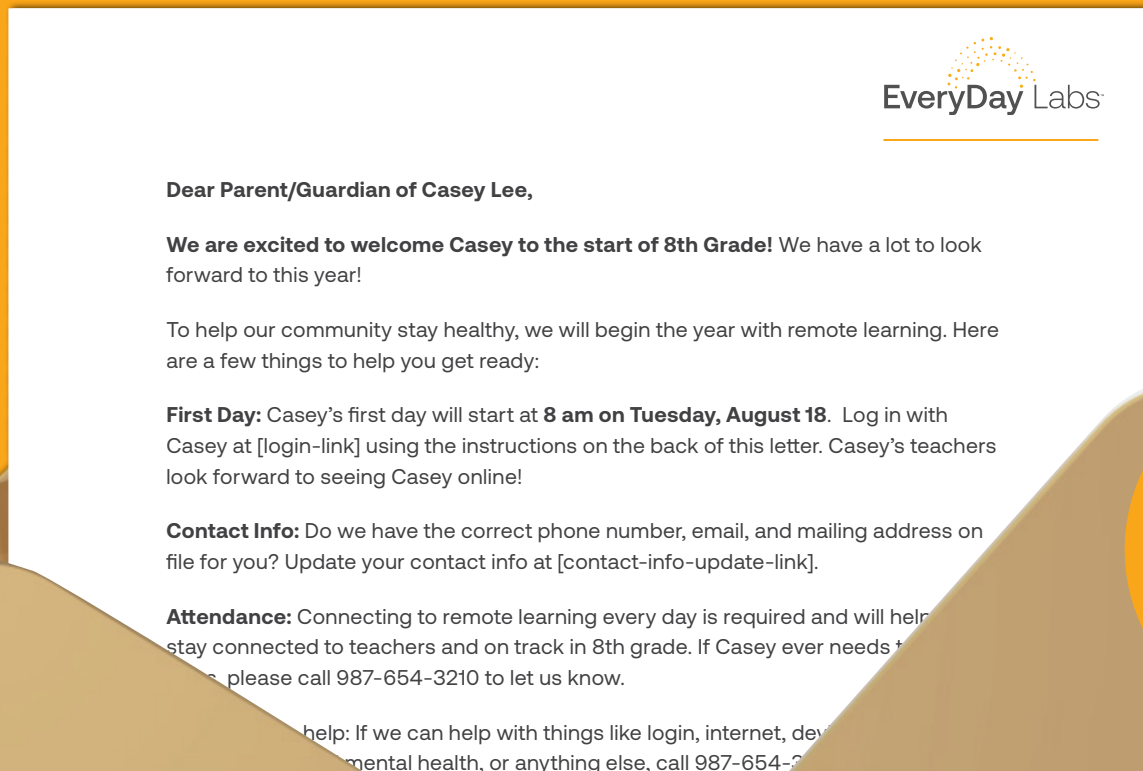 EveryDay Labs
Dear Parent/Guardian of Casey Lee,
We are excited to welcome Casey to the start of 8th Grade! We have a lot to look
forward to this year!
To help our community stay healthy, we will begin the year with remote learning. Here
are a few things to help you get ready:
First Day: Casey’s first day will start at 8 am on Tuesday, August 18.  Log in with
Casey at [login-link] using the instructions on the back of this letter. Casey’s teachers
look forward to seeing Casey online!
Contact Info: Do we have the correct phone number, email, and mailing address on
file for you? Update your contact info at [contact-info-update-link].
Attendance: Connecting to remote learning every day is required and will help
stay connected to teachers and on track in 8th grade. If Casey ever needs
please call 987-654-3210 to let us know.
help: If we can help with things like login, internet,
mental health, or anything else, call 987-654-